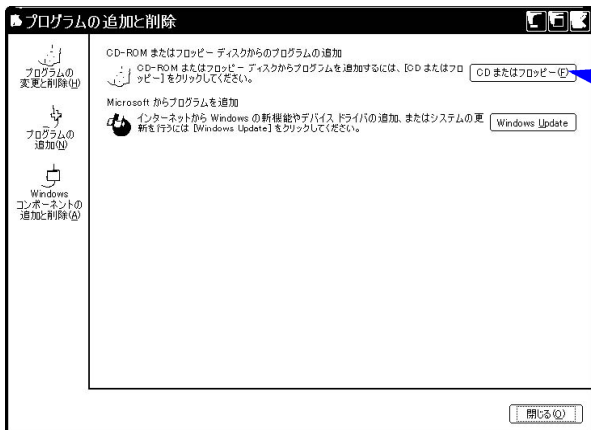 プログラムの追加と削除
プログラムの
変更と削除(H)
プログラムの
追加(N)
Windows
コンポーネントの
追加と削除(A)
CD-ROM またはフロッピー ディスクからのプログラムの追加
CD-ROM またはフロッピー ディスクからプログラムを追加するには、[CD またはフロ
ッピー] をクリックしてください。
CD またはフロッピー(F)
Microsoft からプログラムを追加
インターネットから Windows の新機能やデバイス ドライバの追加、またはシステムの更
新を行うには [Windows Update] をクリックしてください。
Windows Update
閉じる(O)